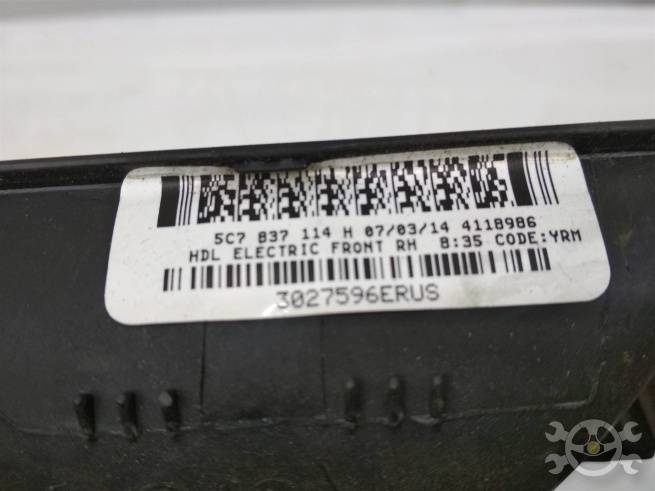 5C7 837 114 H 07/03/14 4118986
HDL ELECTRIC FRONT RH 8:35 CODE:YRM
3027596ERUS